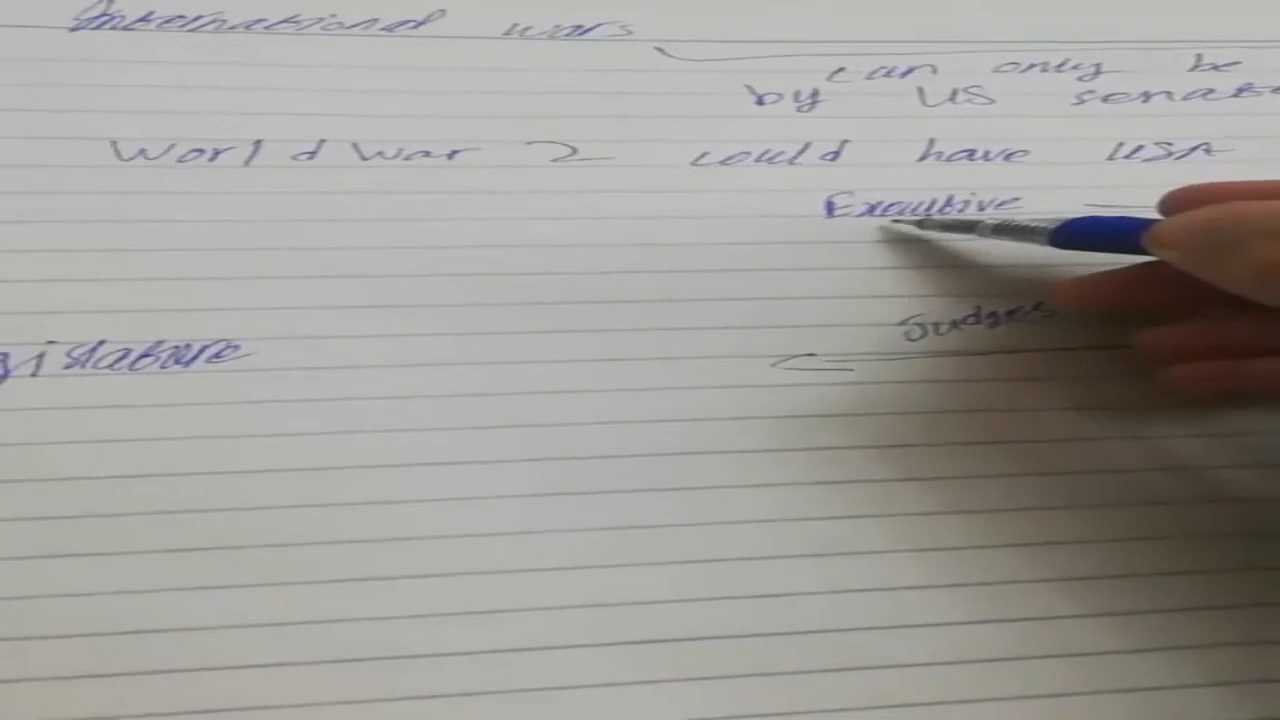 International wars
can only be
by US senate
World War 2 could have USA
Executive
Judges
gislature